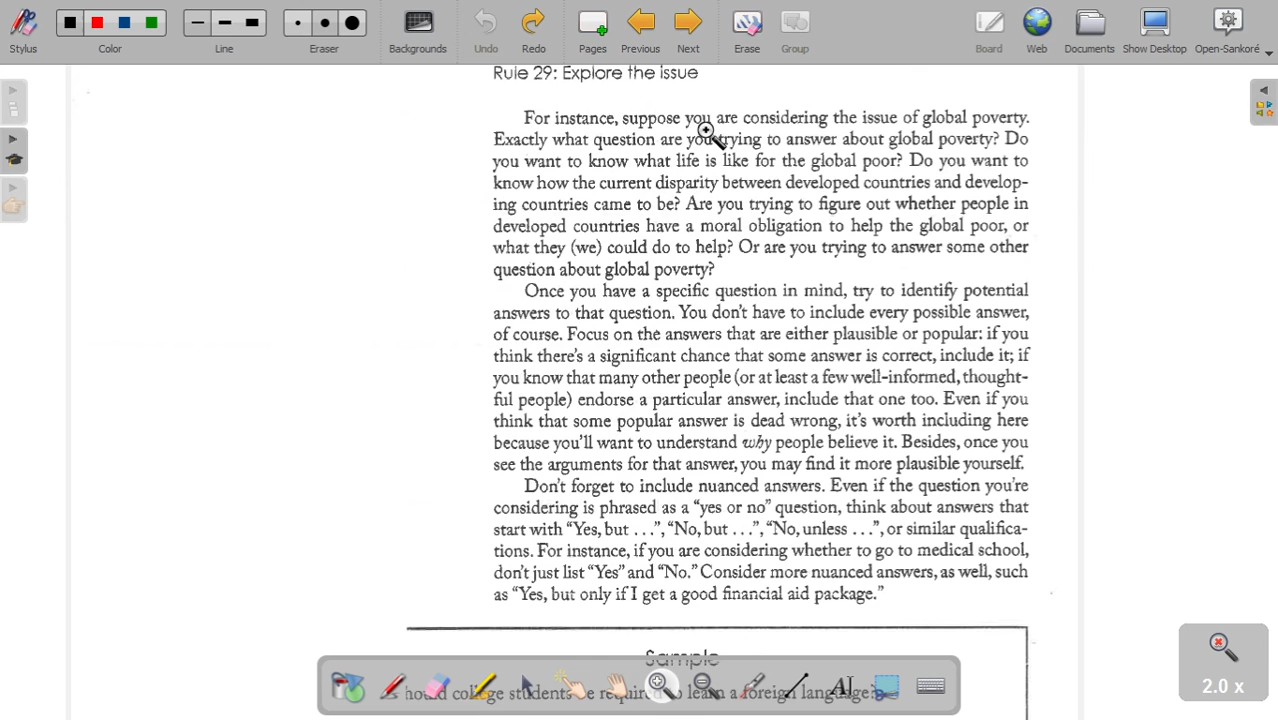 Color
Line
Eraser
Stylus
Backgrounds
Undo
Redo
Pages
Previous
Next
Erase
Group
Board
Web
Documents
Show Desktop
Open-Sankoré
Rule 29: Explore the issue
For instance, suppose you are considering the issue of global poverty.
Exactly what question are you trying to answer about global poverty? Do
you want to know what life is like for the global poor? Do you want to
know how the current disparity between developed countries and develop-
ing countries came to be? Are you trying to figure out whether people in
developed countries have a moral obligation to help the global poor, or
what they (we) could do to help? Or are you trying to answer some other
question about global poverty?
Once you have a specific question in mind, try to identify potential
answers to that question. You don't have to include every possible answer,
of course. Focus on the answers that are either plausible or popular: if you
think there's a significant chance that some answer is correct, include it; if
you know that many other people (or at least a few well-informed, thought-
ful people) endorse a particular answer, include that one too. Even if you
think that some popular answer is dead wrong, it's worth including here
because you'll want to understand why people believe it. Besides, once you
see the arguments for that answer, you may find it more plausible yourself.
Don't forget to include nuanced answers. Even if the question you're
considering is phrased as a “yes or no” question, think about answers that
start with “Yes, but . . .”, “No, but . . .”, “No, unless . . .”, or similar qualifica-
tions. For instance, if you are considering whether to go to medical school,
don't just list “Yes” and “No.” Consider more nuanced answers, as well, such
as “Yes, but only if I get a good financial aid package.”
Sample
hould college students be required to learn a foreign language?
2.0 x